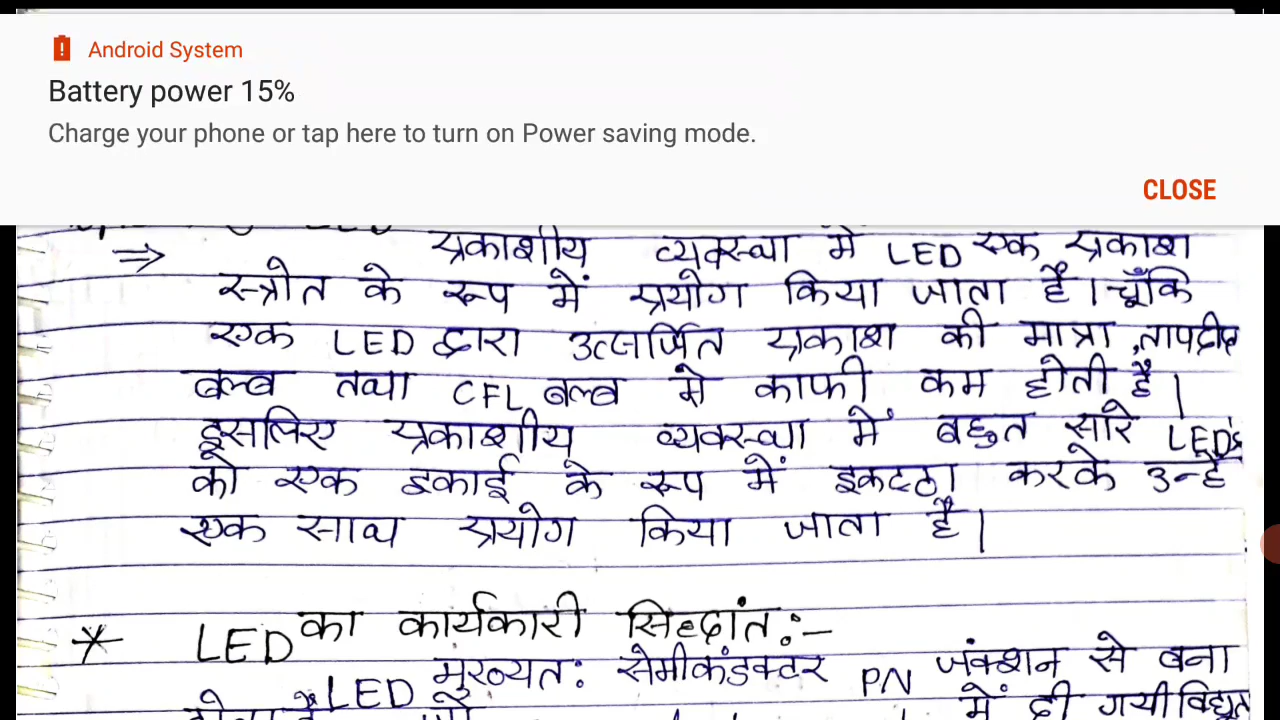 Android System
Battery power 15%
Charge your phone or tap here to turn on Power saving mode.
CLOSE
⇒ प्रकाशीय व्यवस्था में LED एक प्रकाश
स्त्रोत के रूप में प्रयोग किया जाता है। चूँकि
एक LED द्वारा उत्सर्जित प्रकाश की मात्रा, तापदीप्त
बल्ब तथा CFL बल्ब से काफी कम होती है।
इसलिए प्रकाशीय व्यवस्था में बहुत सारे LED's
को एक इकाई के रूप में इकट्ठा करके उन्हें
एक साथ प्रयोग किया जाता है।
* LED का कार्यकारी सिद्धांत:-
LED मुख्यतः सेमीकंडक्टर PN जंक्शन से बना
में दी गयी विद्युत